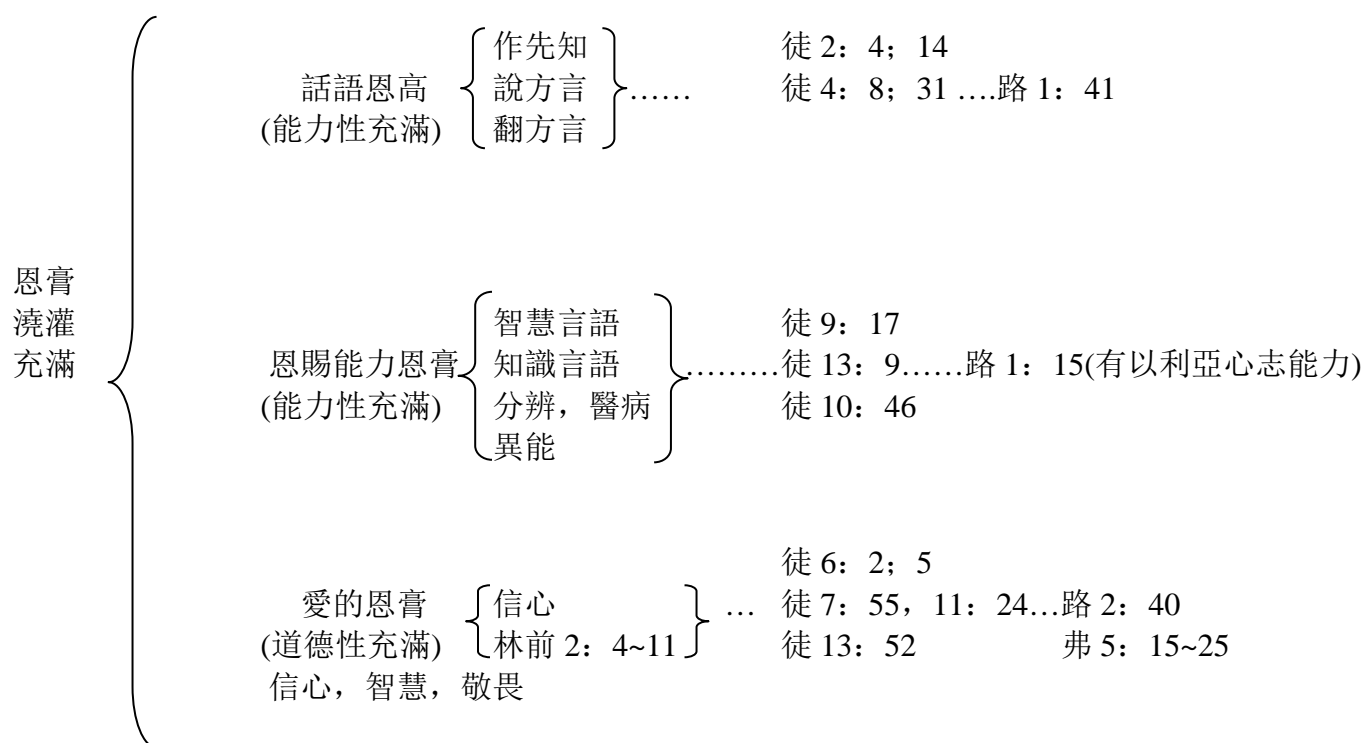 作先知 徒 2：4；14
話語恩高 說方言 …… 徒 4：8；31 ….路 1：41
(能力性充滿) 翻方言
恩膏
澆灌
充滿
智慧言語 徒 9：17
恩賜能力恩膏 知識言語 ………徒 13：9……路 1：15(有以利亞心志能力)
(能力性充滿) 分辨，醫病 徒 10：46
異能
徒 6：2；5
愛的恩膏 信心 … 徒 7：55，11：24…路 2：40
(道德性充滿) 林前 2：4~11 徒 13：52 弗 5：15~25
信心，智慧，敬畏